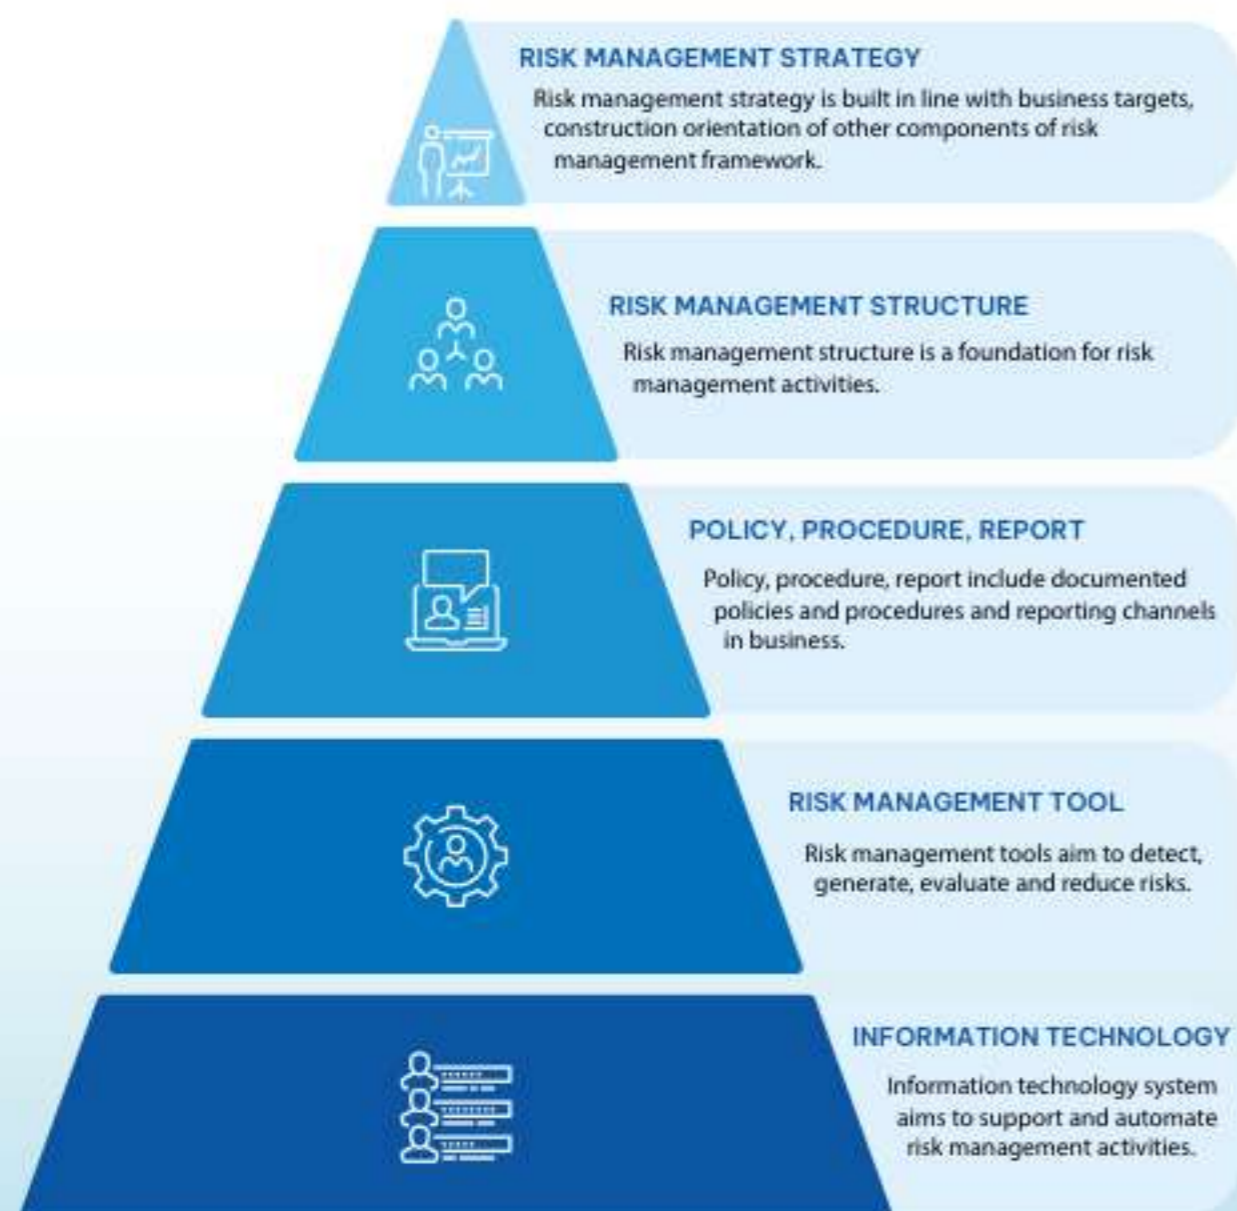 RISK MANAGEMENT STRATEGY
Risk management strategy is built in line with business targets,
construction orientation of other components of risk
management framework.
RISK MANAGEMENT STRUCTURE
Risk management structure is a foundation for risk
management activities.
POLICY, PROCEDURE, REPORT
Policy, procedure, report include documented
policies and procedures and reporting channels
in business.
RISK MANAGEMENT TOOL
Risk management tools aim to detect,
generate, evaluate and reduce risks.
INFORMATION TECHNOLOGY
Information technology system
aims to support and automate
risk management activities.